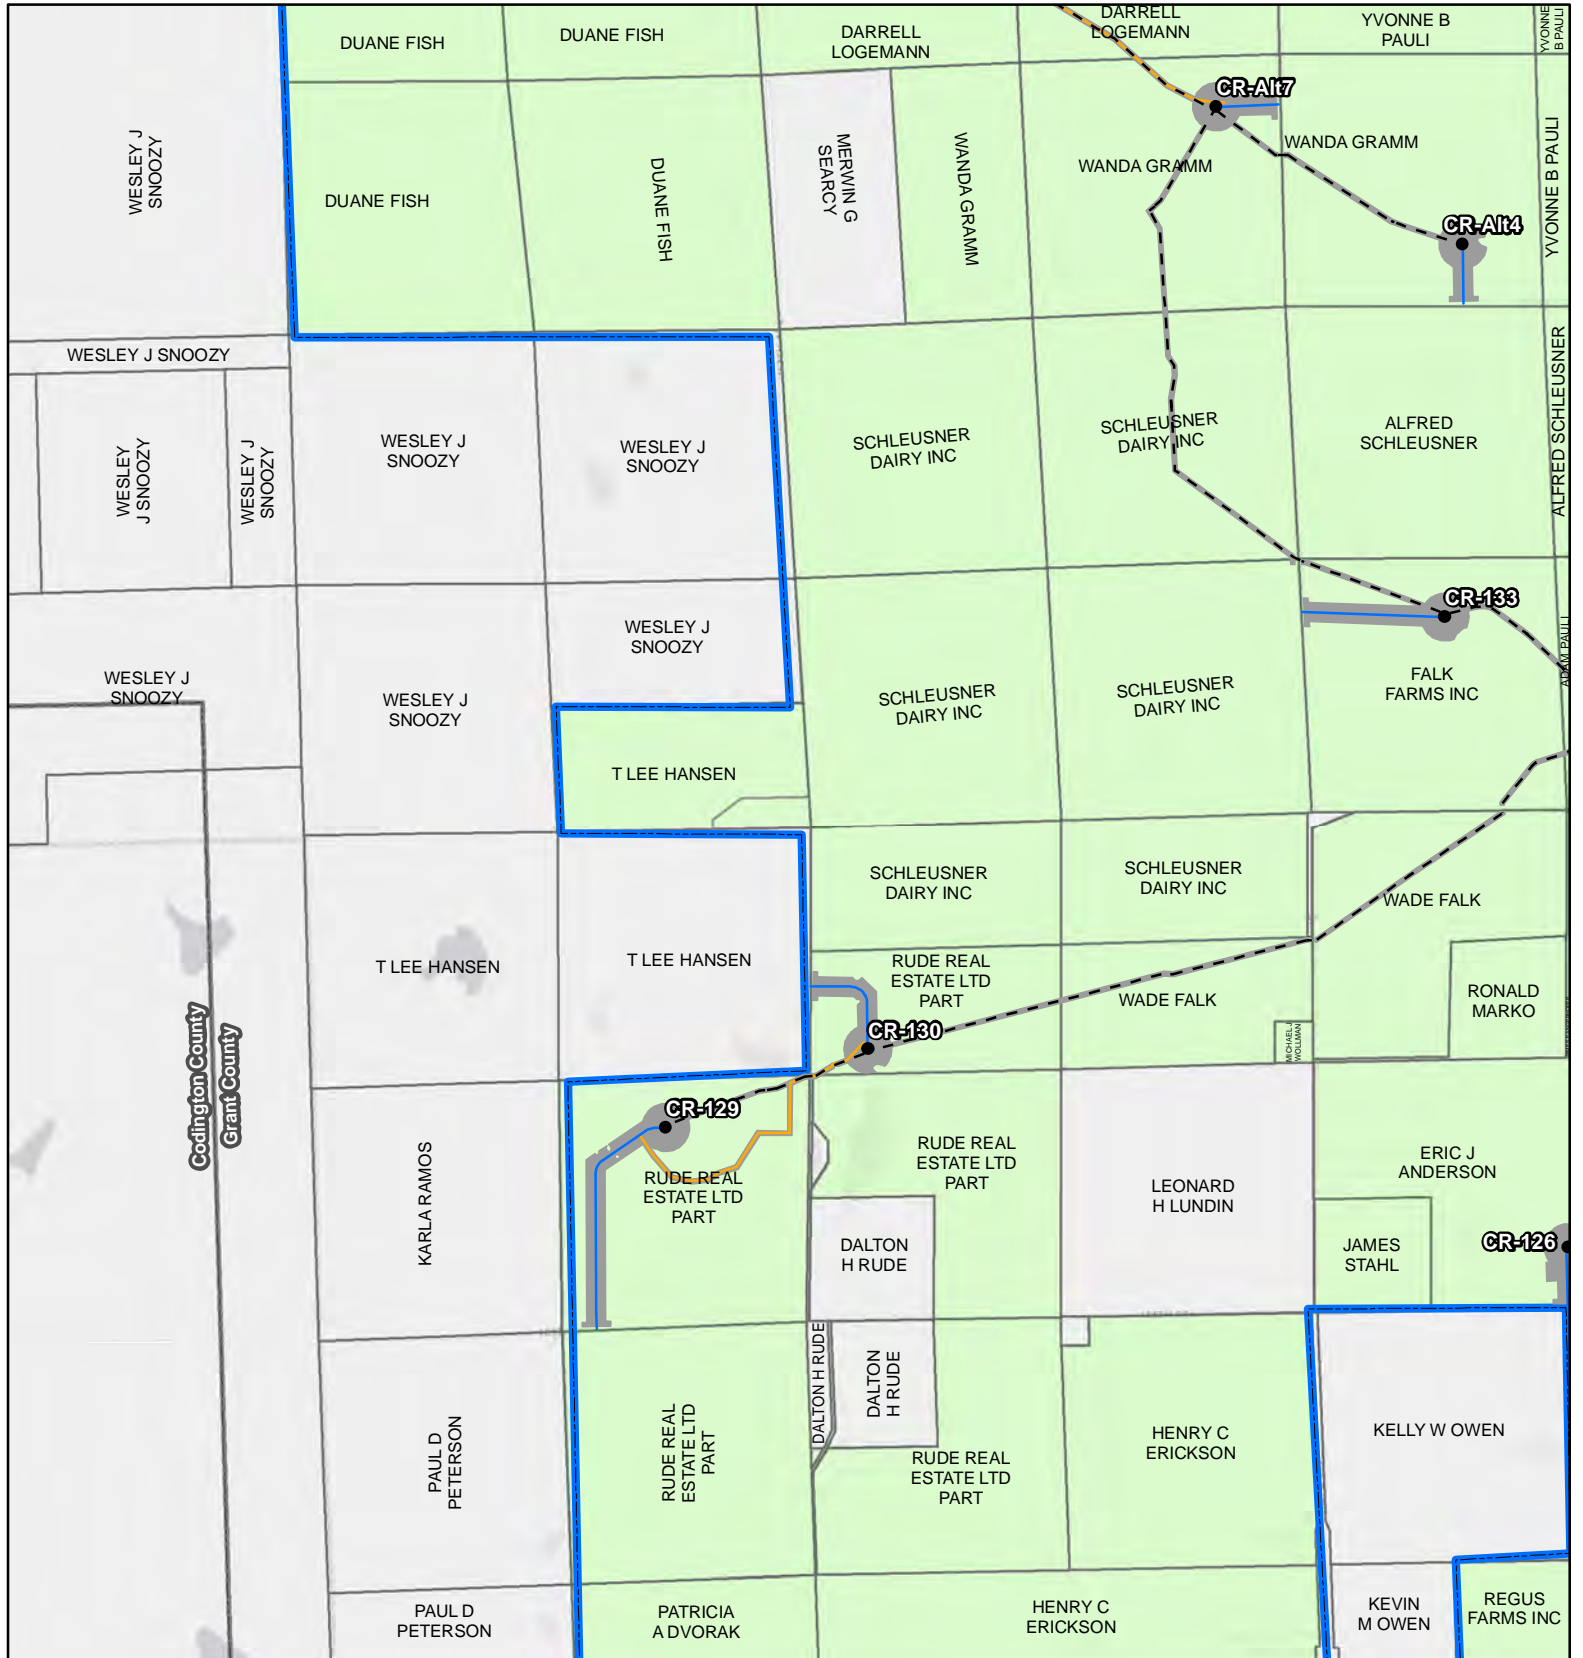 DUANE FISH
DUANE FISH
DARRELL
LOGEMANN
DARRELL
LOGEMANN
YVONNE B
PAULI
YVONNE
B PAULI
CR-Alt7
WESLEY J
SNOOZY
DUANE FISH
DUANE FISH
MERWIN G
SEARCY
WANDA GRAMM
WANDA GRAMM
WANDA GRAMM
YVONNE B PAULI
CR-Alt4
WESLEY J SNOOZY
WESLEY
J SNOOZY
WESLEY J
SNOOZY
WESLEY J
SNOOZY
WESLEY J
SNOOZY
SCHLEUSNER
DAIRY INC
SCHLEUSNER
DAIRY INC
ALFRED
SCHLEUSNER
ALFRED SCHLEUSNER
CR-133
WESLEY J
SNOOZY
WESLEY J
SNOOZY
WESLEY J
SNOOZY
SCHLEUSNER
DAIRY INC
SCHLEUSNER
DAIRY INC
FALK
FARMS INC
ADAM PAULI
T LEE HANSEN
SCHLEUSNER
DAIRY INC
SCHLEUSNER
DAIRY INC
WADE FALK
T LEE HANSEN
T LEE HANSEN
RUDE REAL
ESTATE LTD
PART
WADE FALK
RONALD
MARKO
MICHAEL J
WOLLMAN
CR-130
Codington County
Grant County
CR-129
KARLA RAMOS
RUDE REAL
ESTATE LTD
PART
RUDE REAL
ESTATE LTD
PART
LEONARD
H LUNDIN
ERIC J
ANDERSON
DALTON
H RUDE
JAMES
STAHL
CR-126
PAUL D
PETERSON
RUDE REAL
ESTATE LTD
PART
DALTON H RUDE
DALTON
H RUDE
RUDE REAL
ESTATE LTD
PART
HENRY C
ERICKSON
KELLY W OWEN
PAUL D
PETERSON
PATRICIA
A DVORAK
HENRY C
ERICKSON
KEVIN
M OWEN
REGUS
FARMS INC